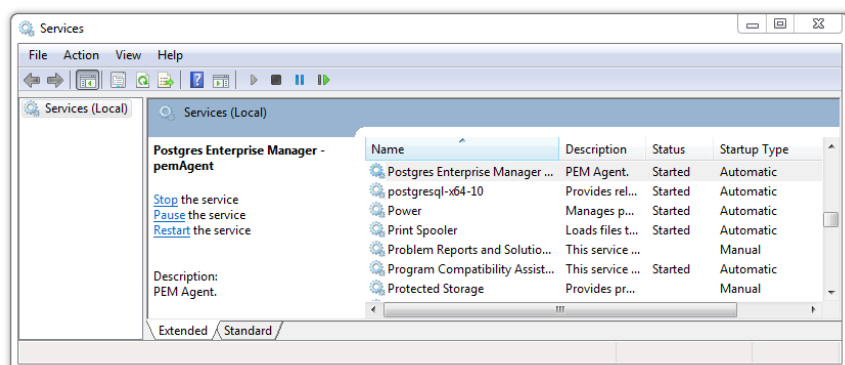 Services
File Action View Help
Services (Local)
Services (Local)
Postgres Enterprise Manager -
pemAgent
Stop the service
Pause the service
Restart the service
Description:
PEM Agent.
Name Description Status Startup Type
Postgres Enterprise Manager ... PEM Agent. Started Automatic
postgresql-x64-10 Provides rel... Started Automatic
Power Manages p... Started Automatic
Print Spooler Loads files t... Started Automatic
Problem Reports and Solutio... This service ... Manual
Program Compatibility Assist... This service ... Started Automatic
Protected Storage Provides pr... Manual
Extended Standard